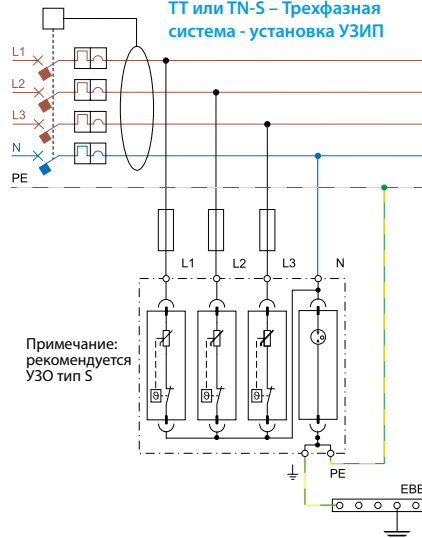 ТТ или TN-S – Трехфазная
система - установка УЗИП
L1
L2
L3
N
PE
L1
L2
L3
N
Примечание:
рекомендуется
УЗО тип S
ϑ
ϑ
ϑ
PE
EBB